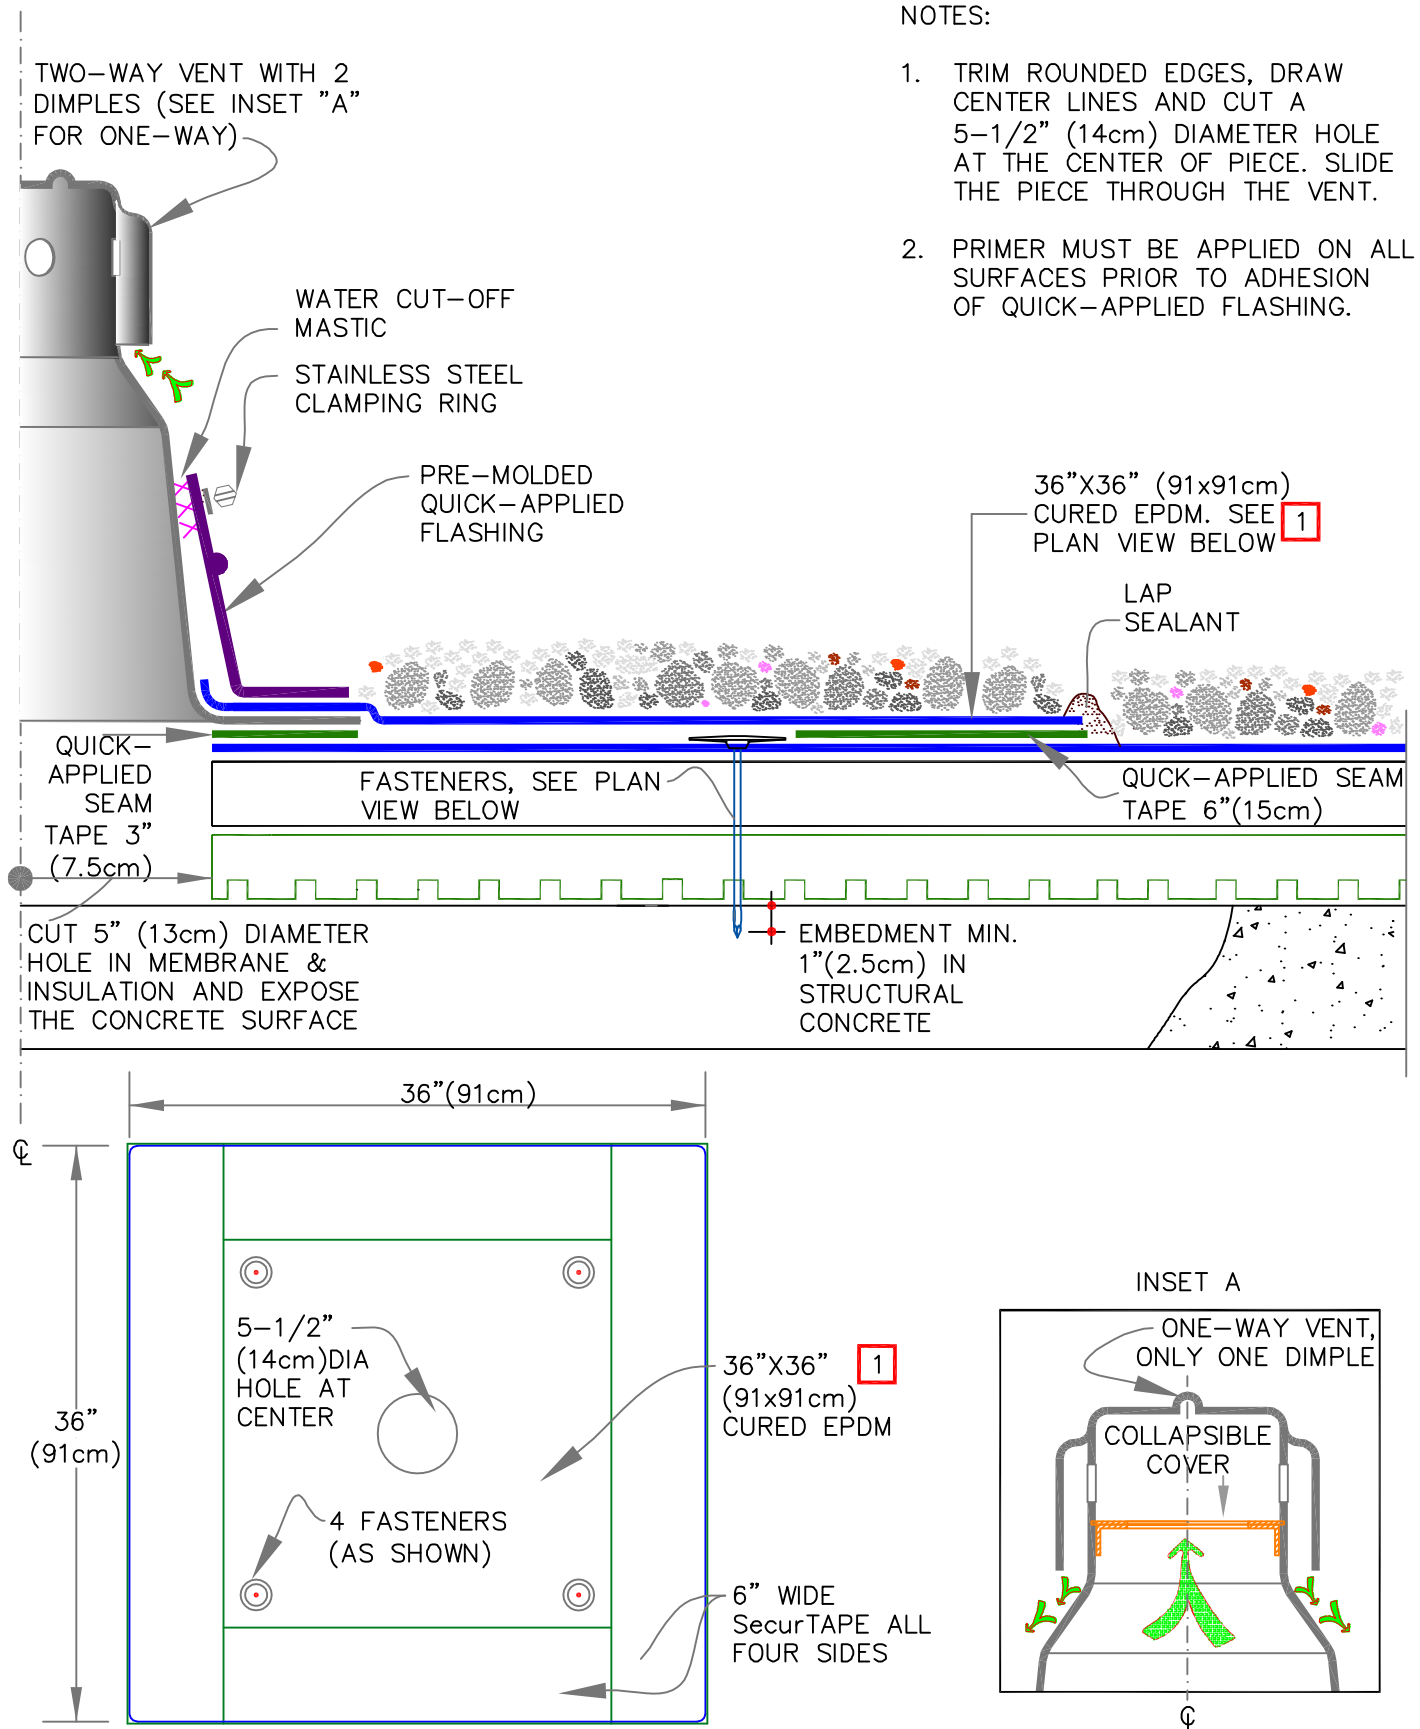 NOTES:
1. TRIM ROUNDED EDGES, DRAW
CENTER LINES AND CUT A
5-1/2" (14cm) DIAMETER HOLE
AT THE CENTER OF PIECE. SLIDE
THE PIECE THROUGH THE VENT.
2. PRIMER MUST BE APPLIED ON ALL
SURFACES PRIOR TO ADHESION
OF QUICK-APPLIED FLASHING.
TWO-WAY VENT WITH 2
DIMPLES (SEE INSET "A"
FOR ONE-WAY)
WATER CUT-OFF
MASTIC
STAINLESS STEEL
CLAMPING RING
PRE-MOLDED
QUICK-APPLIED
FLASHING
36"X36" (91x91cm)
CURED EPDM. SEE
PLAN VIEW BELOW
1
LAP
SEALANT
QUICK-
APPLIED
SEAM
TAPE 3"
(7.5cm)
FASTENERS, SEE PLAN
VIEW BELOW
QUCK-APPLIED SEAM
TAPE 6"(15cm)
CUT 5" (13cm) DIAMETER
HOLE IN MEMBRANE &
INSULATION AND EXPOSE
THE CONCRETE SURFACE
EMBEDMENT MIN.
1"(2.5cm) IN
STRUCTURAL
CONCRETE
36"(91cm)
℄
36"
(91cm)
5-1/2"
(14cm)DIA
HOLE AT
CENTER
36"X36"
(91x91cm)
CURED EPDM
1
4 FASTENERS
(AS SHOWN)
6" WIDE
SecurTAPE ALL
FOUR SIDES
INSET A
ONE-WAY VENT,
ONLY ONE DIMPLE
COLLAPSIBLE
COVER
℄